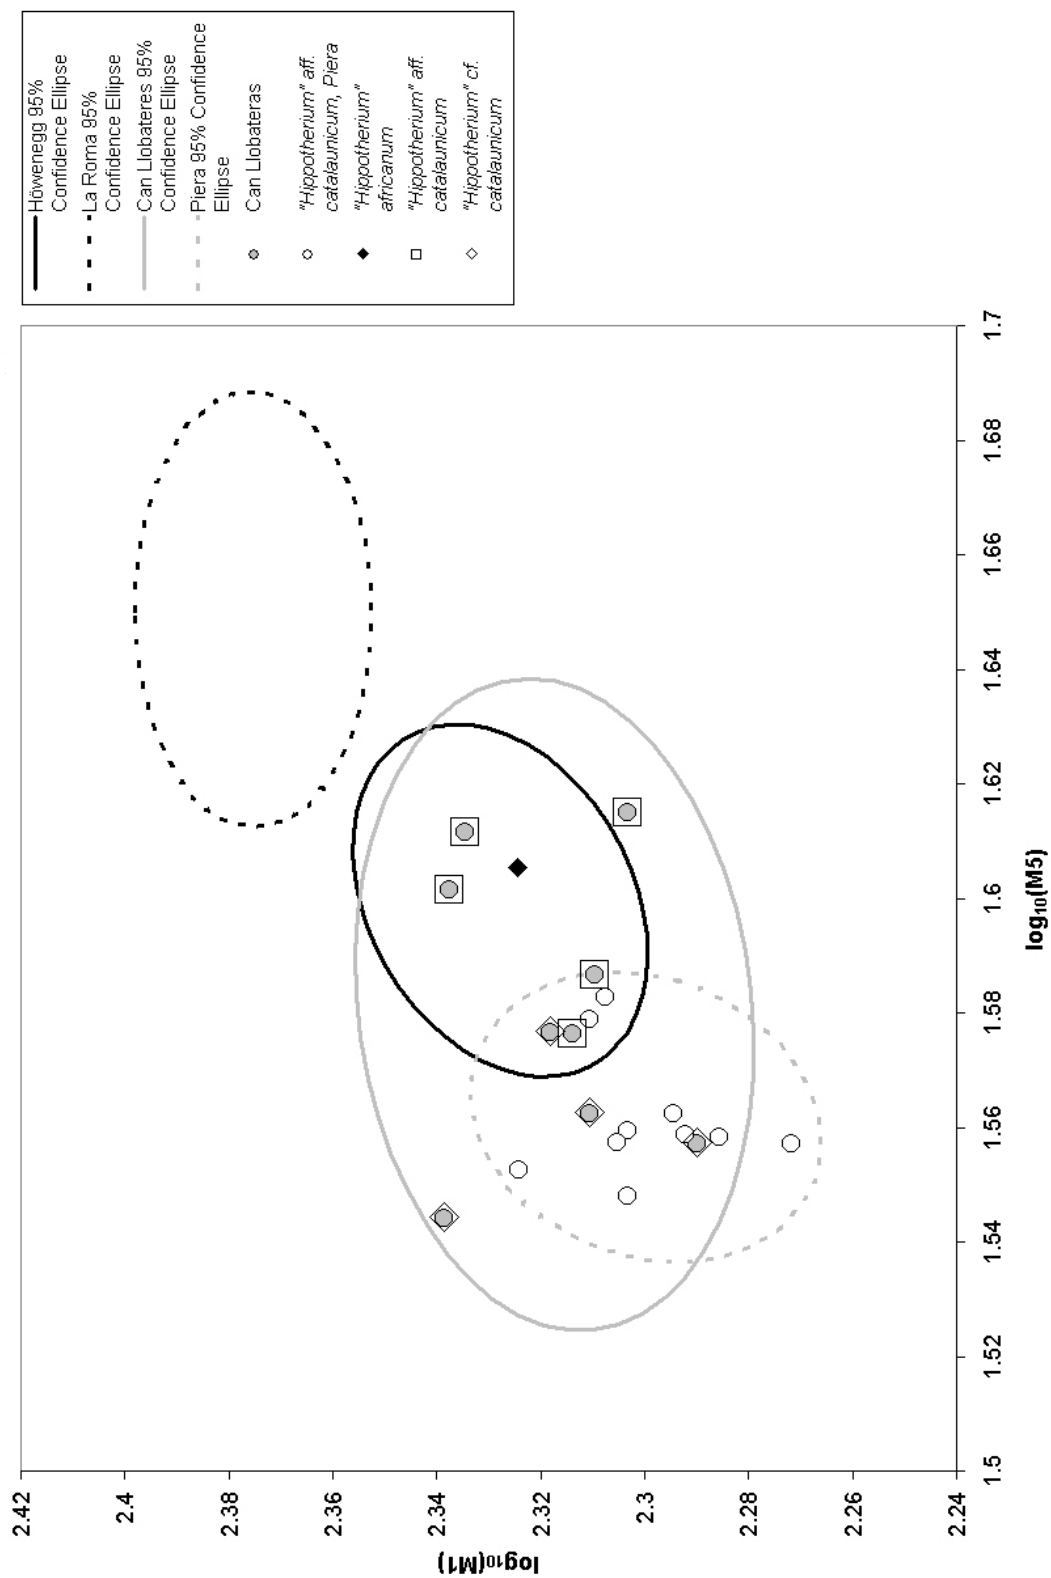 Höwenegg 95%
Confidence Ellipse
La Roma 95%
Confidence Ellipse
Can Llobateres 95%
Confidence Ellipse
Piera 95% Confidence
Ellipse
Can Llobateras
"Hippotherium" aff.
catalaunicum, Piera
"Hippotherium"
africanum
"Hippotherium" aff.
catalaunicum
"Hippotherium" cf.
catalaunicum
2.42
2.4
2.38
2.36
2.34
2.32
2.3
2.28
2.26
2.24
log₁₀(M1)
1.5
1.52
1.54
1.56
1.58
1.6
1.62
1.64
1.66
1.68
1.7
log₁₀(M5)